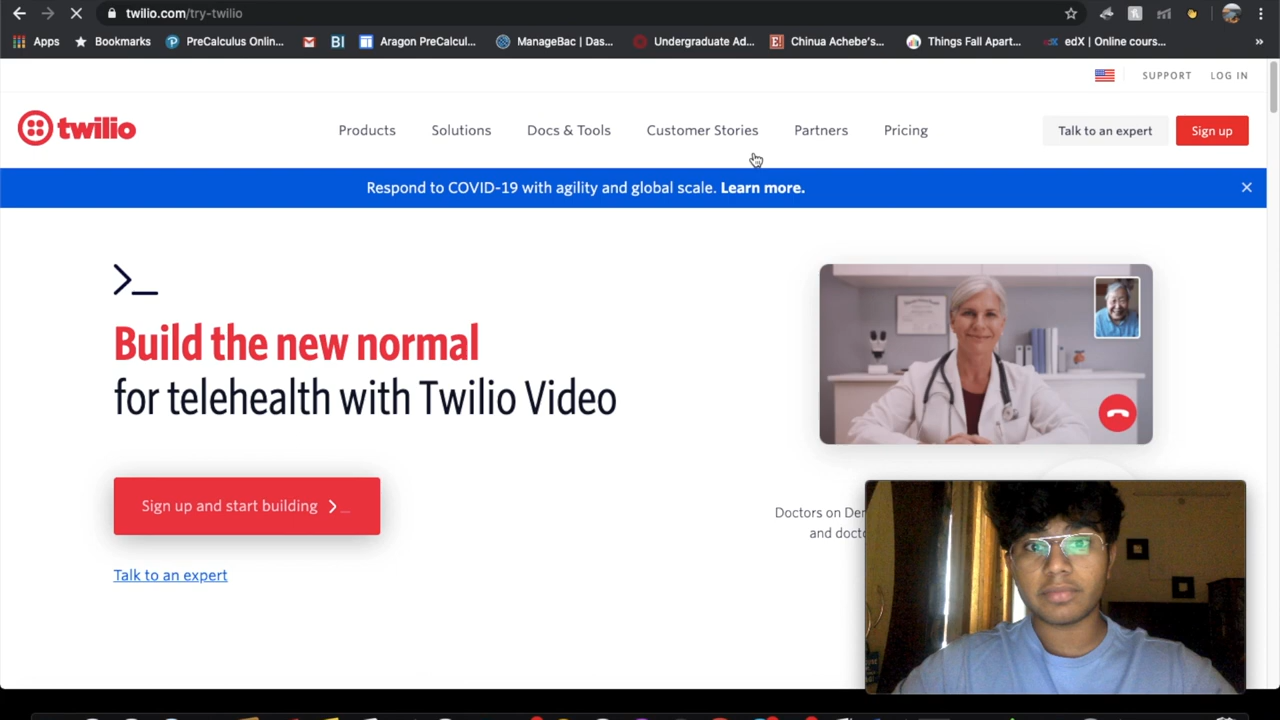 twilio.com/try-twilio
Apps Bookmarks PreCalculus Onlin... BI Aragon PreCalcul... ManageBac | Das... Undergraduate Ad... E! Chinua Achebe's... Things Fall Apart... edX | Online cours... »
SUPPORT LOG IN
twilio Products Solutions Docs & Tools Customer Stories Partners Pricing Talk to an expert Sign up
Respond to COVID-19 with agility and global scale. Learn more.
>_
Build the new normal
for telehealth with Twilio Video
Sign up and start building >_
Talk to an expert
Doctors on Der
and docto